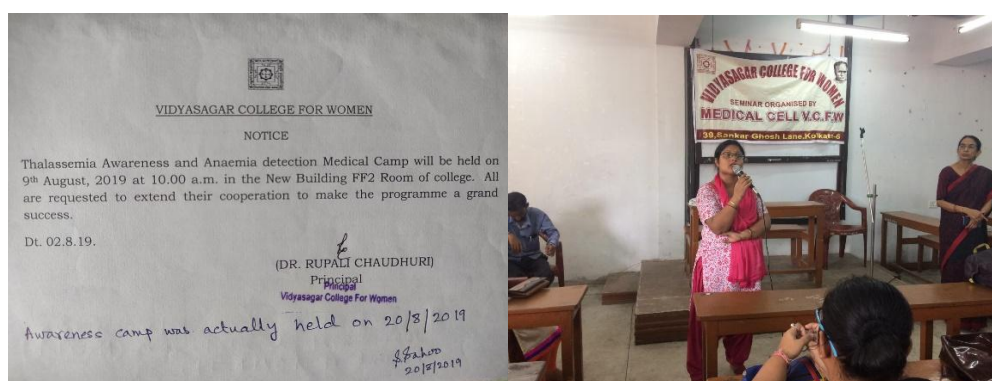 VIDYASAGAR COLLEGE FOR WOMEN
NOTICE
Thalassemia Awareness and Anaemia detection Medical Camp will be held on
9th August, 2019 at 10.00 a.m. in the New Building FF2 Room of college. All
are requested to extend their cooperation to make the programme a grand
success.
Dt. 02.8.19.
(DR. RUPALI CHAUDHURI)
Principal
Principal
Vidyasagar College For Women
Awareness camp was actually held on 20/8/2019
SSahoo
20/8/2019
VIDYASAGAR COLLEGE FOR WOMEN
SEMINAR ORGANISED BY
MEDICAL CELL V.C.F.W
39, Sankar Ghosh Lane, Kolkata-6